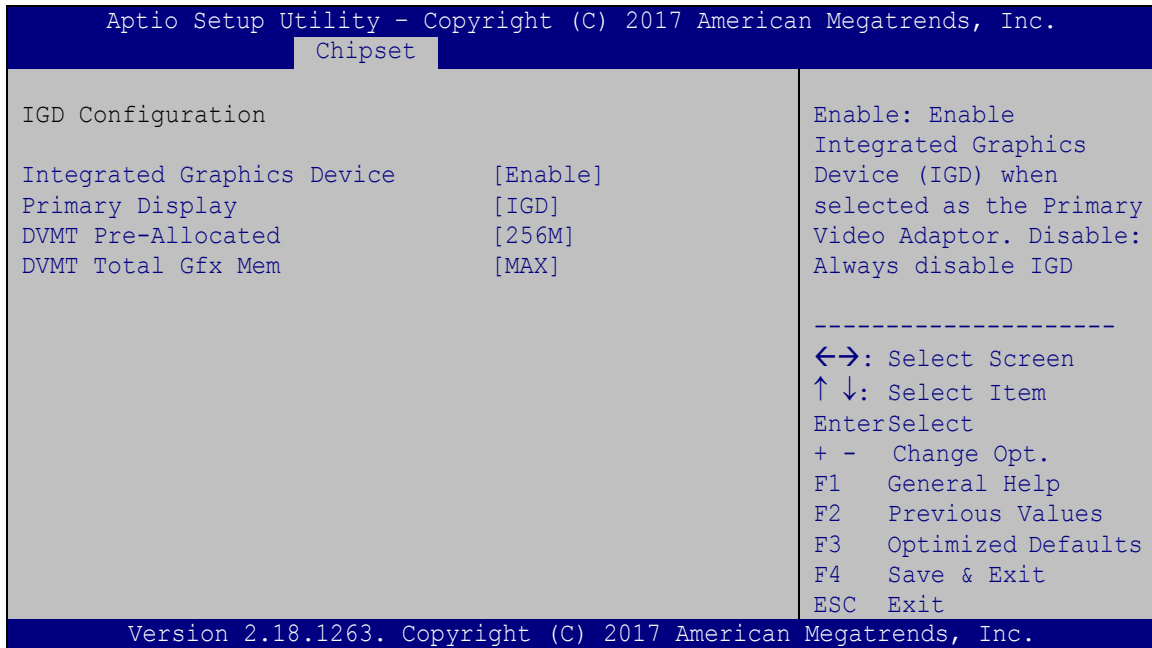 Aptio Setup Utility – Copyright (C) 2017 American Megatrends, Inc.
Chipset
IGD Configuration
Integrated Graphics Device [Enable]
Primary Display [IGD]
DVMT Pre-Allocated [256M]
DVMT Total Gfx Mem [MAX]
Enable: Enable
Integrated Graphics
Device (IGD) when
selected as the Primary
Video Adaptor. Disable:
Always disable IGD
---------------------
←→: Select Screen
↑ ↓: Select Item
EnterSelect
+ - Change Opt.
F1 General Help
F2 Previous Values
F3 Optimized Defaults
F4 Save & Exit
ESC Exit
Version 2.18.1263. Copyright (C) 2017 American Megatrends, Inc.